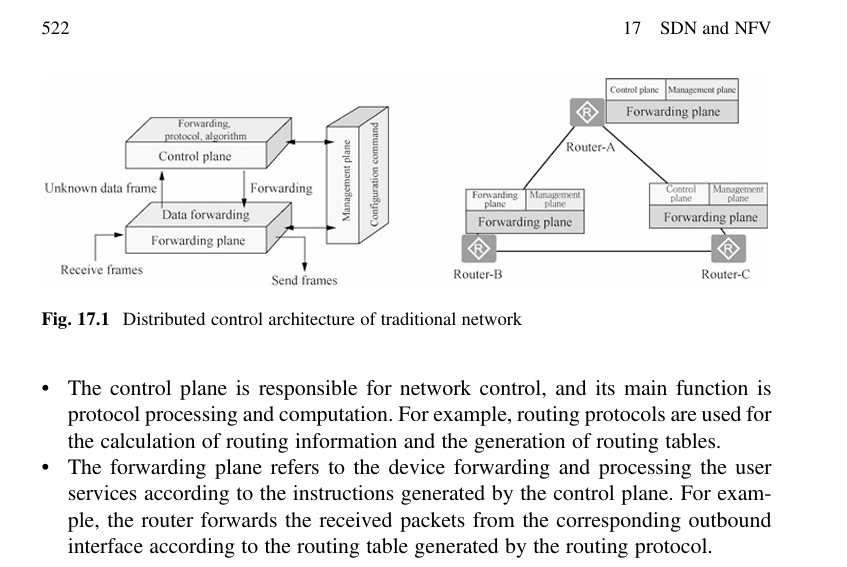 522
17 SDN and NFV
Forwarding,
protocol, algorithm
Control plane
Unknown data frame
Forwarding
Data forwarding
Forwarding plane
Receive frames
Send frames
Management plane
Configuration command
Control plane
Management plane
Forwarding plane
Router-A
Forwarding
plane
Management
plane
Forwarding plane
Router-B
Control
plane
Management
plane
Forwarding plane
Router-C
R
R
R
Fig. 17.1 Distributed control architecture of traditional network
• The control plane is responsible for network control, and its main function is
protocol processing and computation. For example, routing protocols are used for
the calculation of routing information and the generation of routing tables.
• The forwarding plane refers to the device forwarding and processing the user
services according to the instructions generated by the control plane. For exam-
ple, the router forwards the received packets from the corresponding outbound
interface according to the routing table generated by the routing protocol.